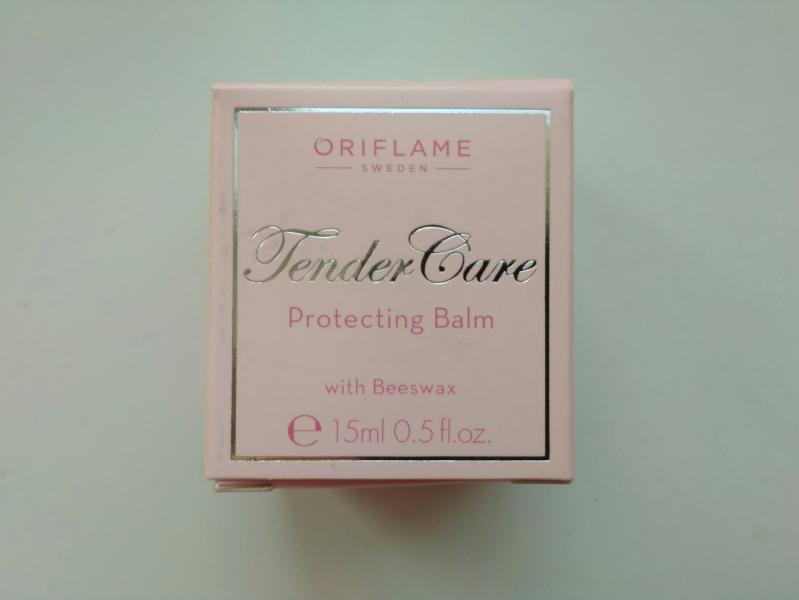 ORIFLAME
SWEDEN
Tender Care
Protecting Balm
with Beeswax
℮ 15ml 0.5 fl.oz.